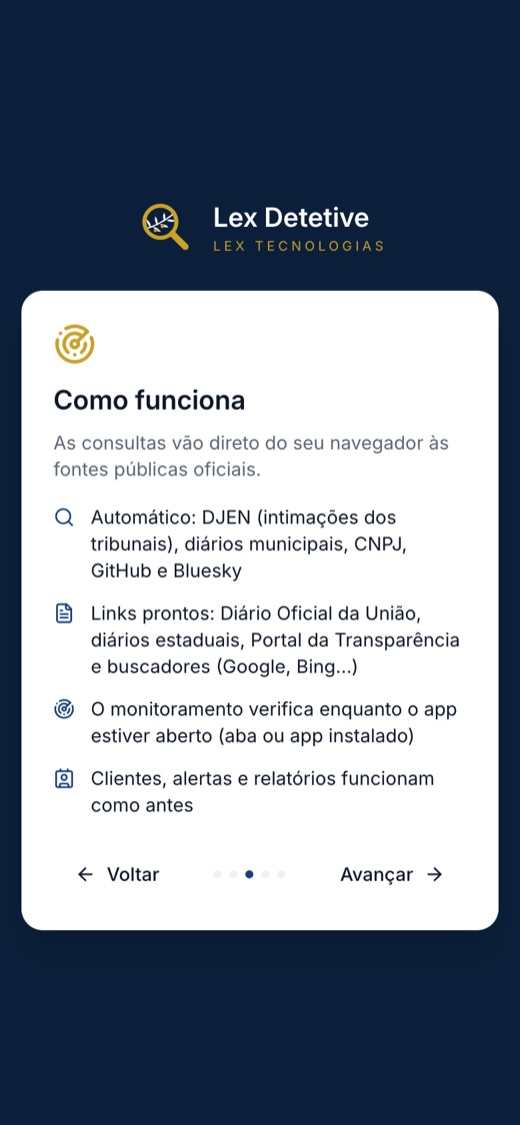 Lex Detetive
LEX TECNOLOGIAS
Como funciona
As consultas vão direto do seu navegador às
fontes públicas oficiais.
Automático: DJEN (intimações dos
tribunais), diários municipais, CNPJ,
GitHub e Bluesky
Links prontos: Diário Oficial da União,
diários estaduais, Portal da Transparência
e buscadores (Google, Bing...)
O monitoramento verifica enquanto o app
estiver aberto (aba ou app instalado)
Clientes, alertas e relatórios funcionam
como antes
Voltar
Avançar